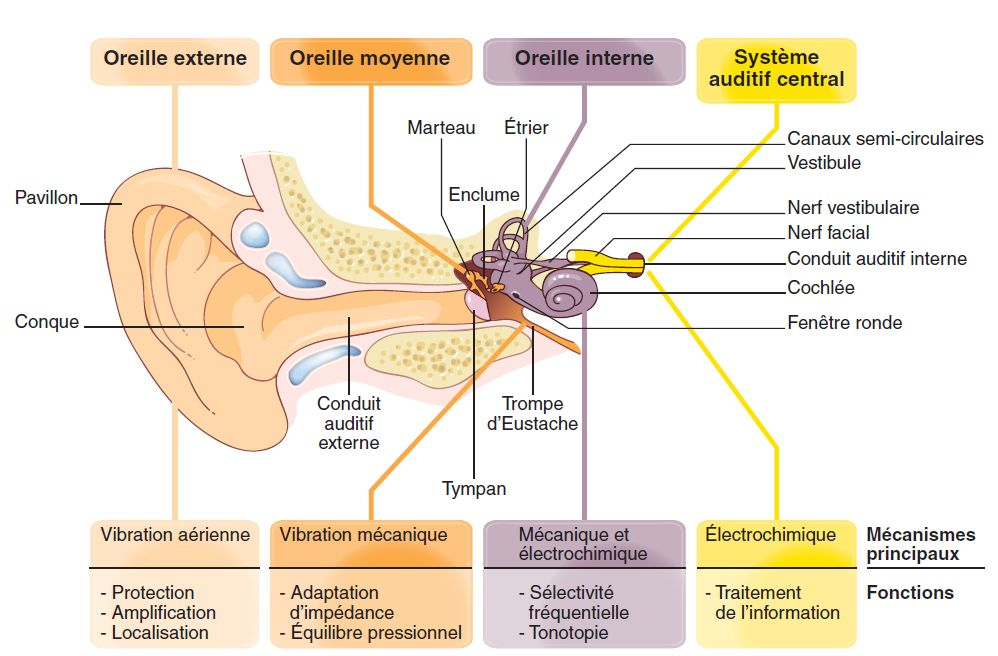 Oreille externe
Oreille moyenne
Oreille interne
Système
auditif central
Marteau
Étrier
Enclume
Canaux semi-circulaires
Vestibule
Pavillon
Nerf vestibulaire
Nerf facial
Conduit auditif interne
Cochlée
Conque
Fenêtre ronde
Conduit
auditif
externe
Trompe
d'Eustache
Tympan
Vibration aérienne
- Protection
- Amplification
- Localisation
Vibration mécanique
- Adaptation
d'impédance
- Équilibre pressionnel
Mécanique et
électrochimique
- Sélectivité
fréquentielle
- Tonotopie
Électrochimique
- Traitement
de l'information
Mécanismes
principaux
Fonctions